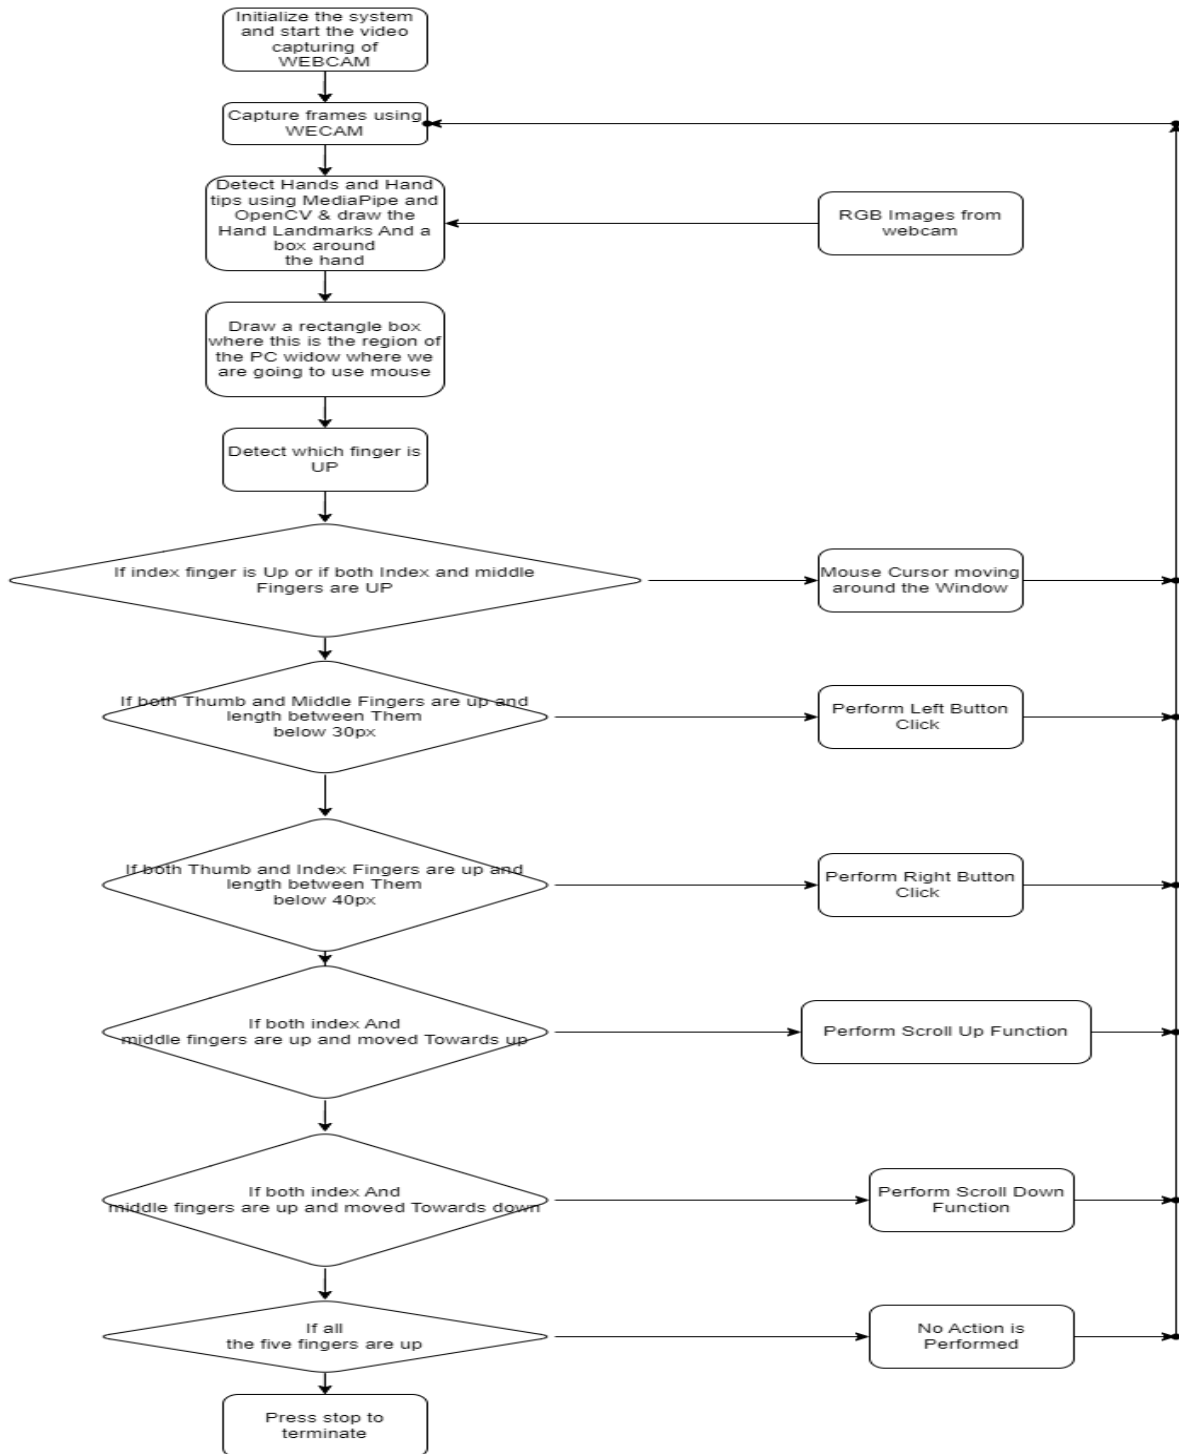 Initialize the system
and start the video
capturing of
WEBCAM
Capture frames using
WECAM
Detect Hands and Hand
tips using MediaPipe and
OpenCV & draw the
Hand Landmarks And a
box around
the hand
RGB Images from
webcam
Draw a rectangle box
where this is the region of
the PC widow where we
are going to use mouse
Detect which finger is
UP
If index finger is Up or if both Index and middle
Fingers are UP
Mouse Cursor moving
around the Window
If both Thumb and Middle Fingers are up and
length between Them
below 30px
Perform Left Button
Click
If both Thumb and Index Fingers are up and
length between Them
below 40px
Perform Right Button
Click
If both index And
middle fingers are up and moved Towards up
Perform Scroll Up Function
If both index And
middle fingers are up and moved Towards down
Perform Scroll Down
Function
If all
the five fingers are up
No Action is
Performed
Press stop to
terminate